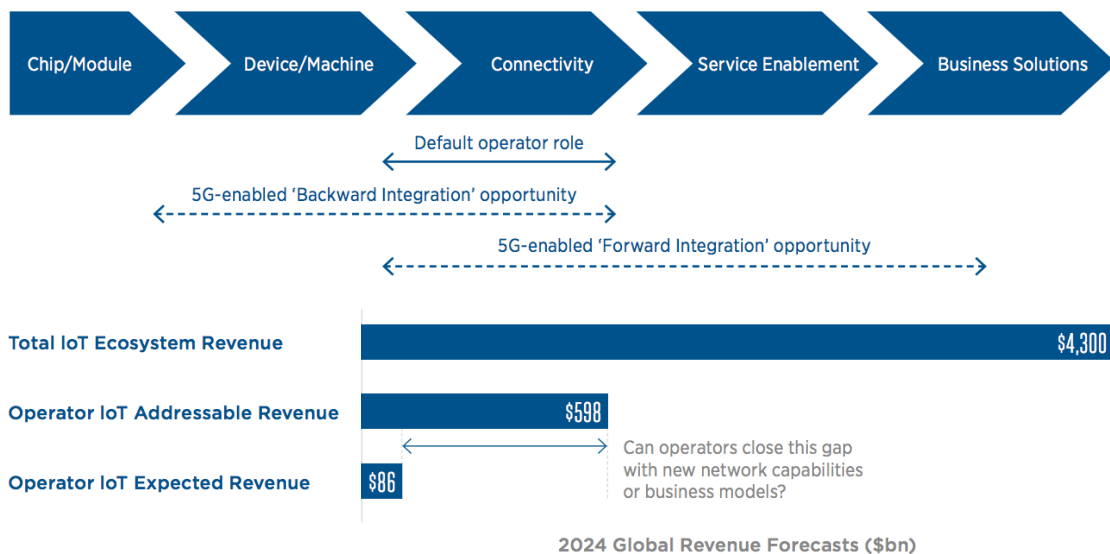 Chip/Module
Device/Machine
Connectivity
Service Enablement
Business Solutions
Default operator role
5G-enabled ‘Backward Integration’ opportunity
5G-enabled ‘Forward Integration’ opportunity
Total IoT Ecosystem Revenue
$4,300
Operator IoT Addressable Revenue
$598
Can operators close this gap
with new network capabilities
or business models?
Operator IoT Expected Revenue
$86
2024 Global Revenue Forecasts ($bn)